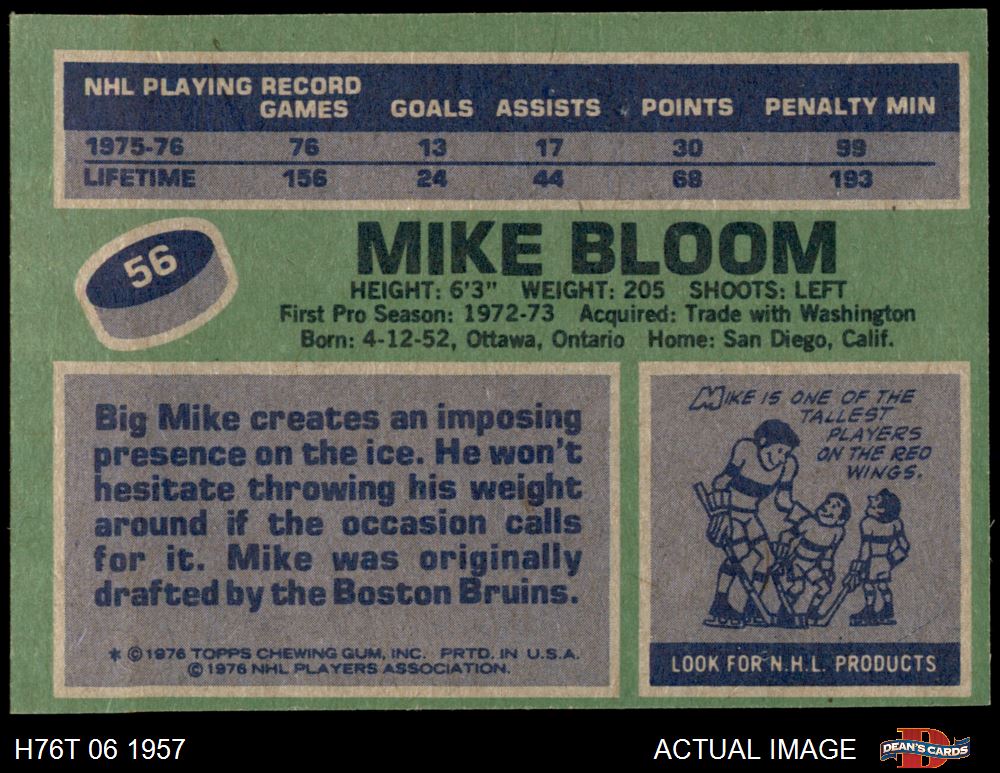 NHL PLAYING RECORD
GAMES GOALS ASSISTS POINTS PENALTY MIN
1975-76 76 13 17 30 99
LIFETIME 156 24 44 68 193
56
MIKE BLOOM
HEIGHT: 6'3" WEIGHT: 205 SHOOTS: LEFT
First Pro Season: 1972-73 Acquired: Trade with Washington
Born: 4-12-52, Ottawa, Ontario Home: San Diego, Calif.
Big Mike creates an imposing
presence on the ice. He won't
hesitate throwing his weight
around if the occasion calls
for it. Mike was originally
drafted by the Boston Bruins.
* © 1976 TOPPS CHEWING GUM, INC. PRTD. IN U.S.A.
© 1976 NHL PLAYERS ASSOCIATION.
MIKE IS ONE OF THE
TALLEST
PLAYERS
ON THE RED
WINGS.
LOOK FOR N.H.L. PRODUCTS
H76T 06 1957
ACTUAL IMAGE
D
DEAN'S CARDS